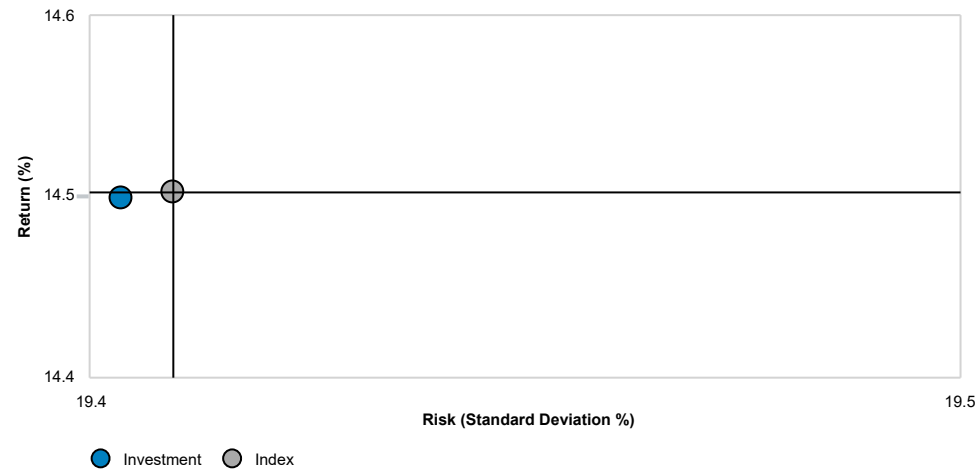 14.6
14.5
14.4
Return (%)
19.4
19.5
Risk (Standard Deviation %)
Investment
Index